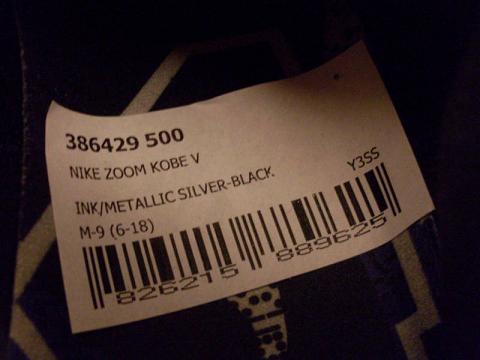 386429 500
NIKE ZOOM KOBE V
Y3SS
INK/METALLIC SILVER-BLACK
M-9 (6-18)
826215 889625